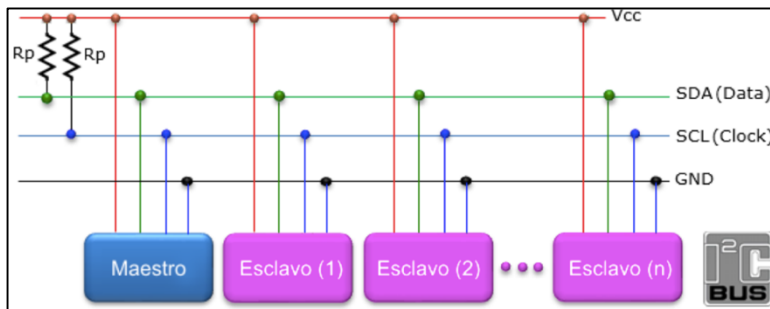 Vcc
Rp
Rp
SDA (Data)
SCL (Clock)
GND
Maestro
Esclavo (1)
Esclavo (2)
Esclavo (n)
I²C
BUS